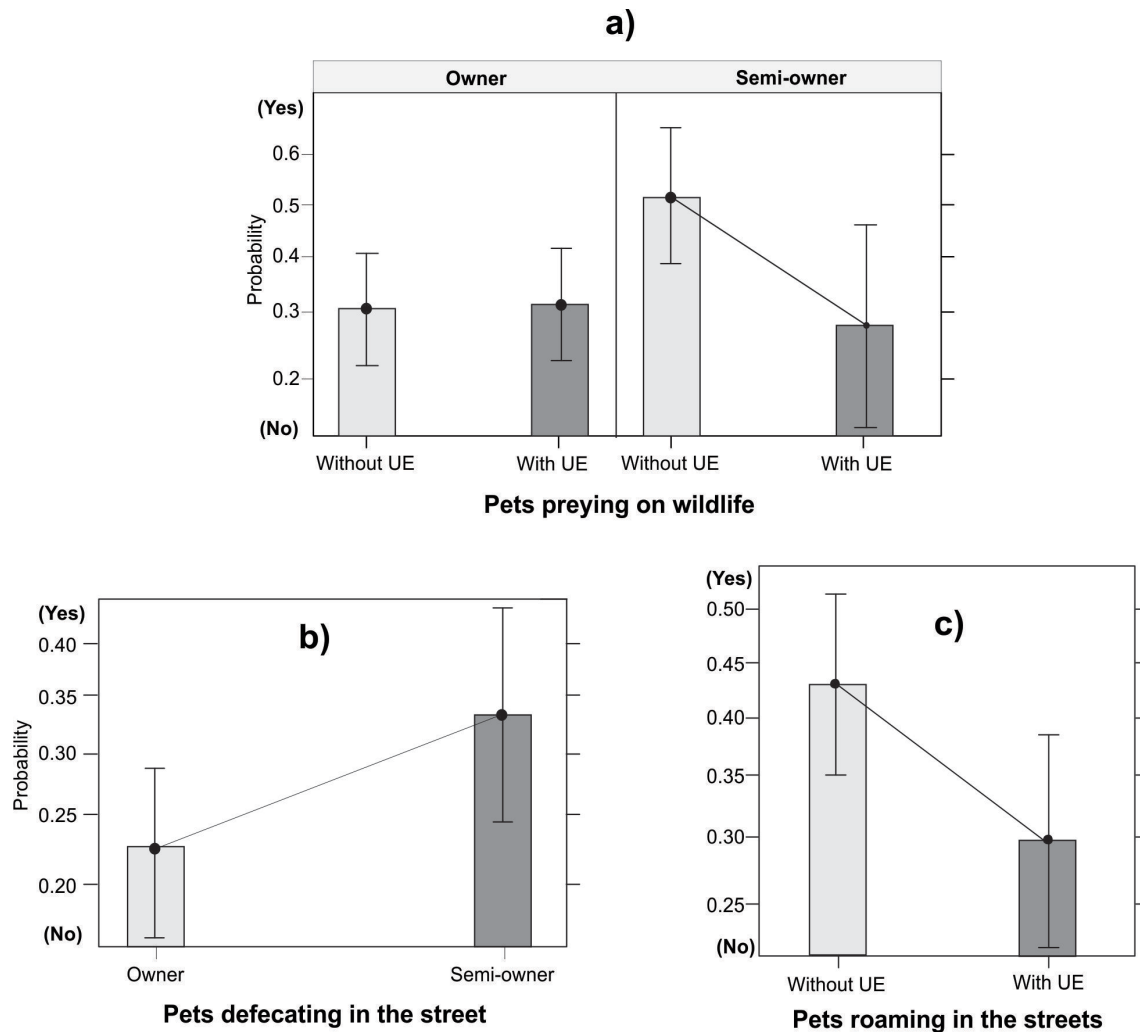 a)
Owner Semi-owner
(Yes)
0.6
0.5
0.4
0.3
0.2
(No)
Probability
Without UE With UE Without UE With UE
Pets preying on wildlife
b)
(Yes)
0.40
0.35
0.30
0.25
0.20
(No)
Probability
Owner Semi-owner
Pets defecating in the street
c)
(Yes)
0.50
0.45
0.40
0.35
0.30
0.25
(No)
Without UE With UE
Pets roaming in the streets